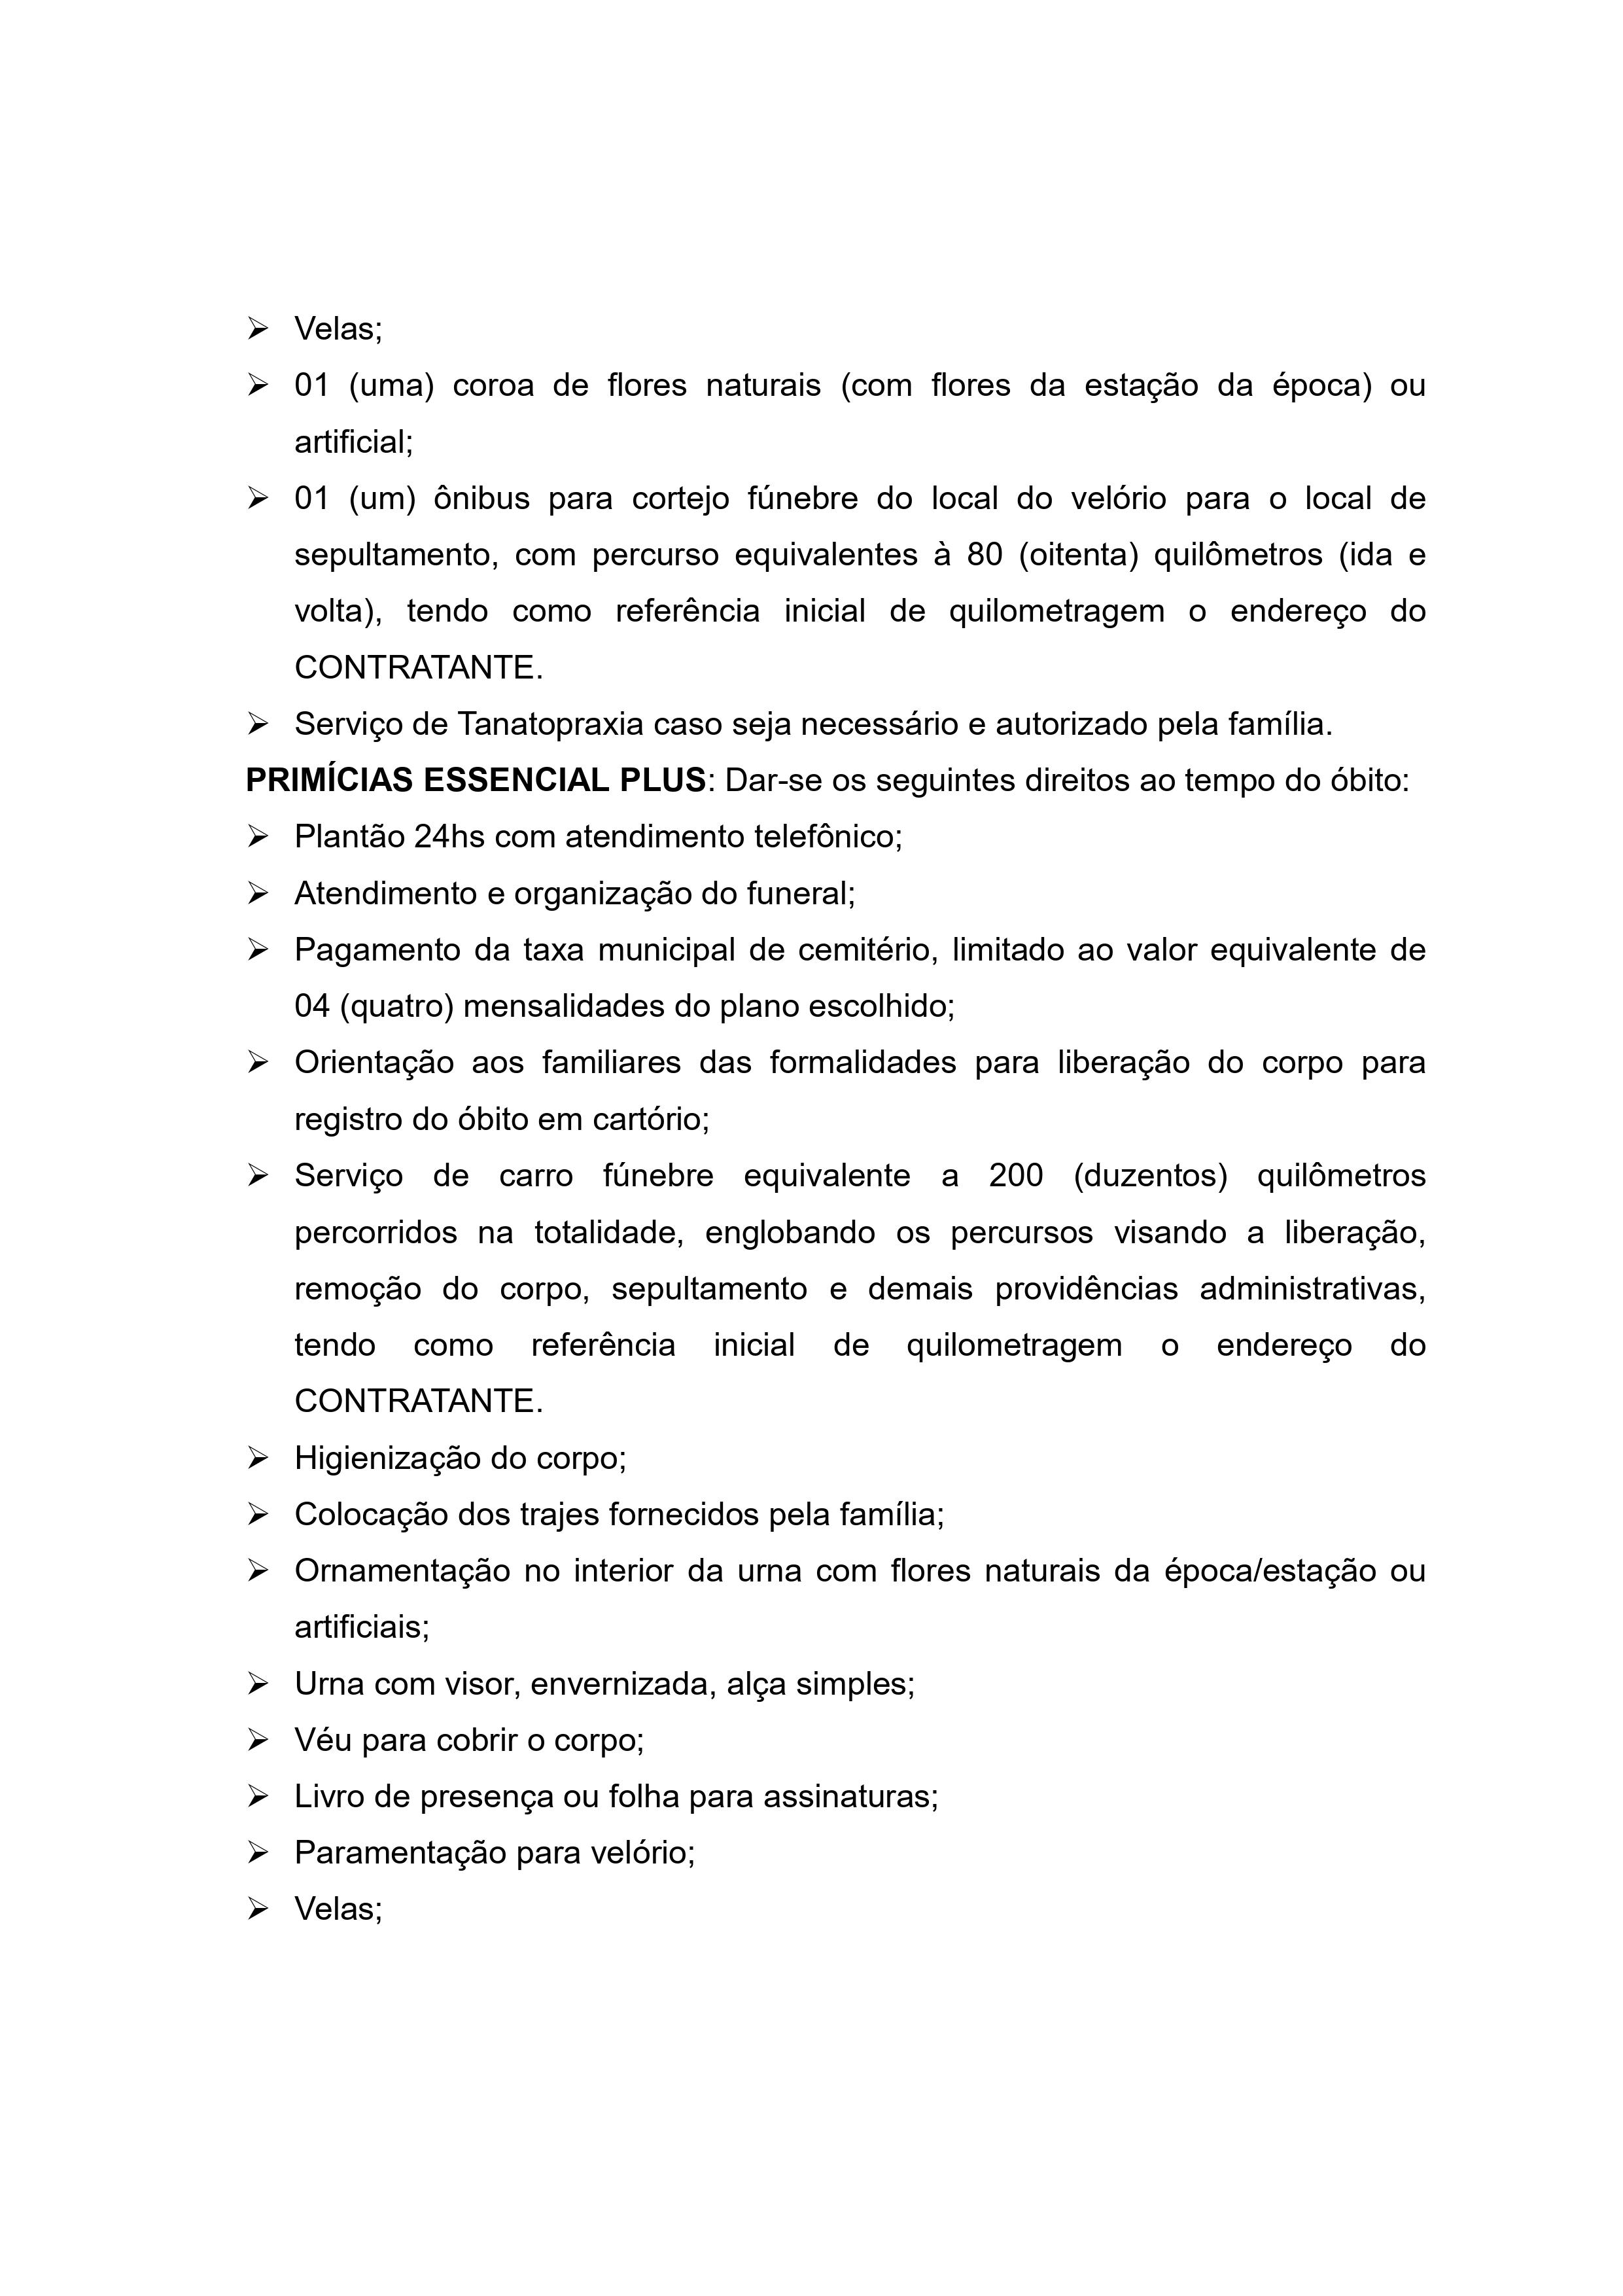 ➢ Velas;
➢ 01 (uma) coroa de flores naturais (com flores da estação da época) ou
artificial;
➢ 01 (um) ônibus para cortejo fúnebre do local do velório para o local de
sepultamento, com percurso equivalentes à 80 (oitenta) quilômetros (ida e
volta), tendo como referência inicial de quilometragem o endereço do
CONTRATANTE.
➢ Serviço de Tanatopraxia caso seja necessário e autorizado pela família.
PRIMÍCIAS ESSENCIAL PLUS: Dar-se os seguintes direitos ao tempo do óbito:
➢ Plantão 24hs com atendimento telefônico;
➢ Atendimento e organização do funeral;
➢ Pagamento da taxa municipal de cemitério, limitado ao valor equivalente de
04 (quatro) mensalidades do plano escolhido;
➢ Orientação aos familiares das formalidades para liberação do corpo para
registro do óbito em cartório;
➢ Serviço de carro fúnebre equivalente a 200 (duzentos) quilômetros
percorridos na totalidade, englobando os percursos visando a liberação,
remoção do corpo, sepultamento e demais providências administrativas,
tendo como referência inicial de quilometragem o endereço do
CONTRATANTE.
➢ Higienização do corpo;
➢ Colocação dos trajes fornecidos pela família;
➢ Ornamentação no interior da urna com flores naturais da época/estação ou
artificiais;
➢ Urna com visor, envernizada, alça simples;
➢ Véu para cobrir o corpo;
➢ Livro de presença ou folha para assinaturas;
➢ Paramentação para velório;
➢ Velas;